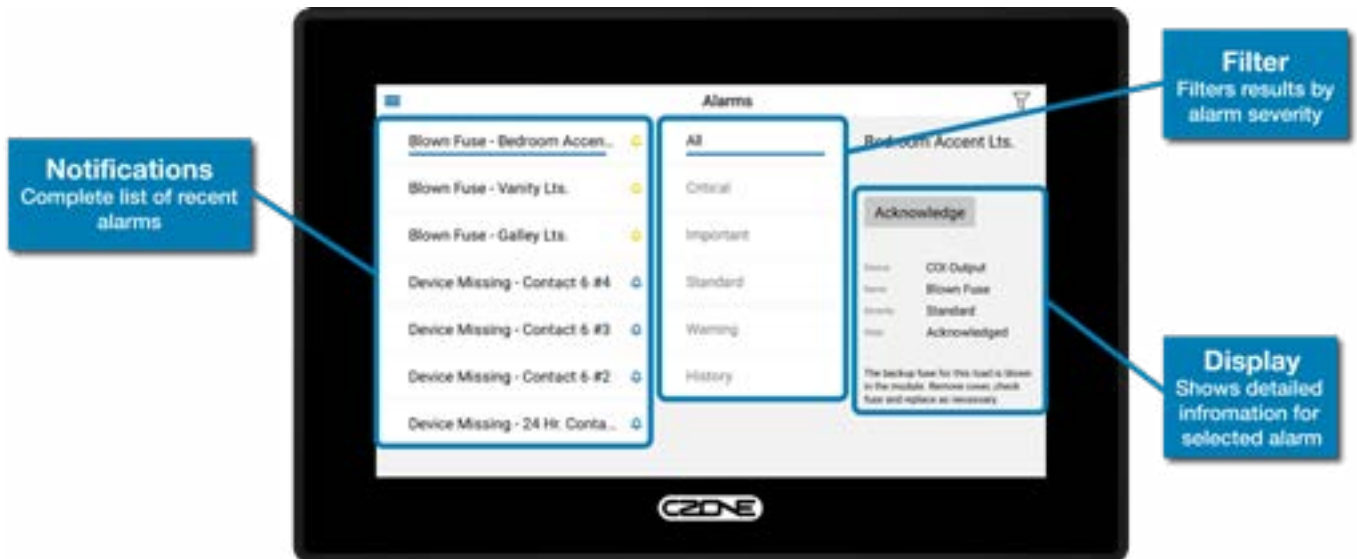 Alarms
Notifications
Complete list of recent
alarms
Blown Fuse - Bedroom Accen...
Blown Fuse - Vanity Lts.
Blown Fuse - Galley Lts.
Device Missing - Contact 6 #4
Device Missing - Contact 6 #3
Device Missing - Contact 6 #2
Device Missing - 24 Hr. Conta...
All
Critical
Important
Standard
Warning
History
Filter
Filters results by
alarm severity
Bedroom Accent Lts.
Acknowledge
COI Output
Blown Fuse
Standard
Acknowledged
The backup fuse for this load is blown
in the module. Remove cover, check
fuse and replace as necessary.
Display
Shows detailed
infromation for
selected alarm
CZONE